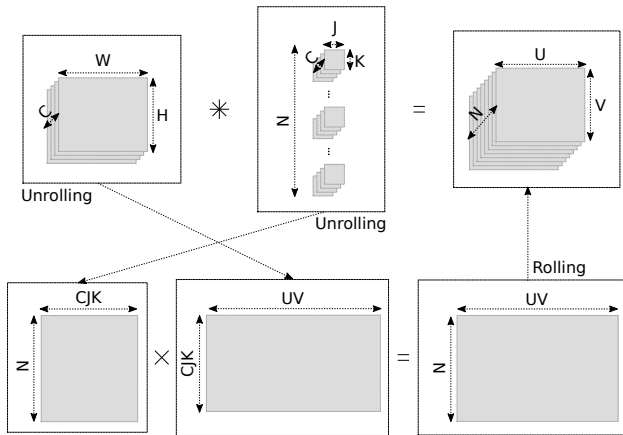 W
C
H
*
J
C
K
N
...
...
=
U
N
V
Unrolling
Unrolling
Rolling
CJK
N
×
UV
CJK
=
UV
N